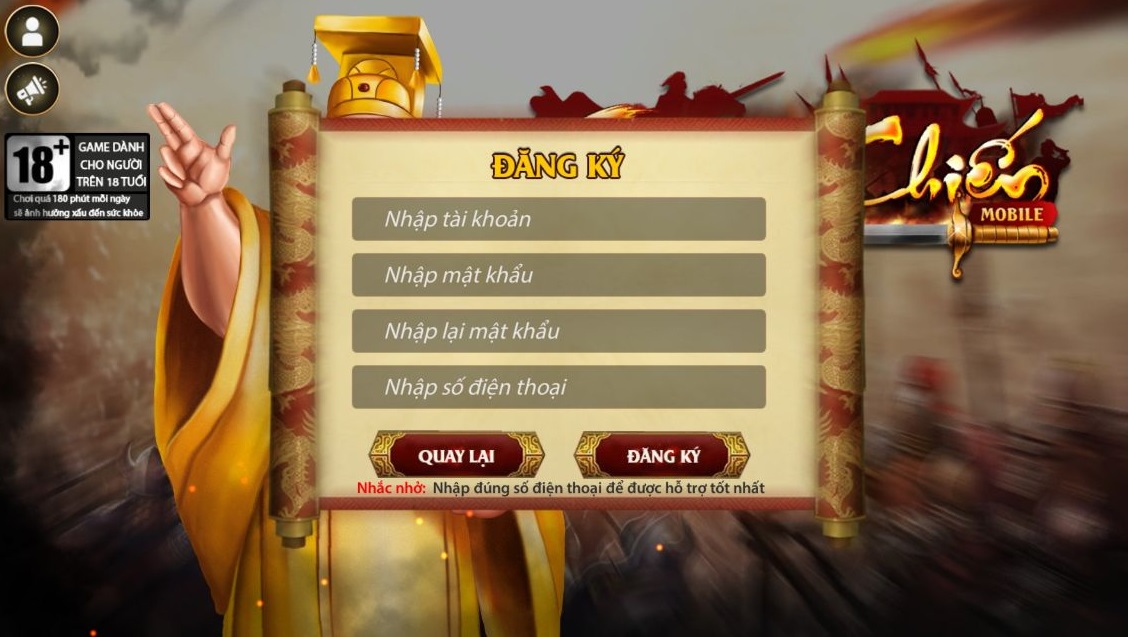 18+
GAME DÀNH
CHO NGƯỜI
TRÊN 18 TUỔI
Chơi quá 180 phút mỗi ngày
sẽ ảnh hưởng xấu đến sức khỏe
Chiến
MOBILE
ĐĂNG KÝ
Nhập tài khoản
Nhập mật khẩu
Nhập lại mật khẩu
Nhập số điện thoại
QUAY LẠI
ĐĂNG KÝ
Nhắc nhở: Nhập đúng số điện thoại để được hỗ trợ tốt nhất